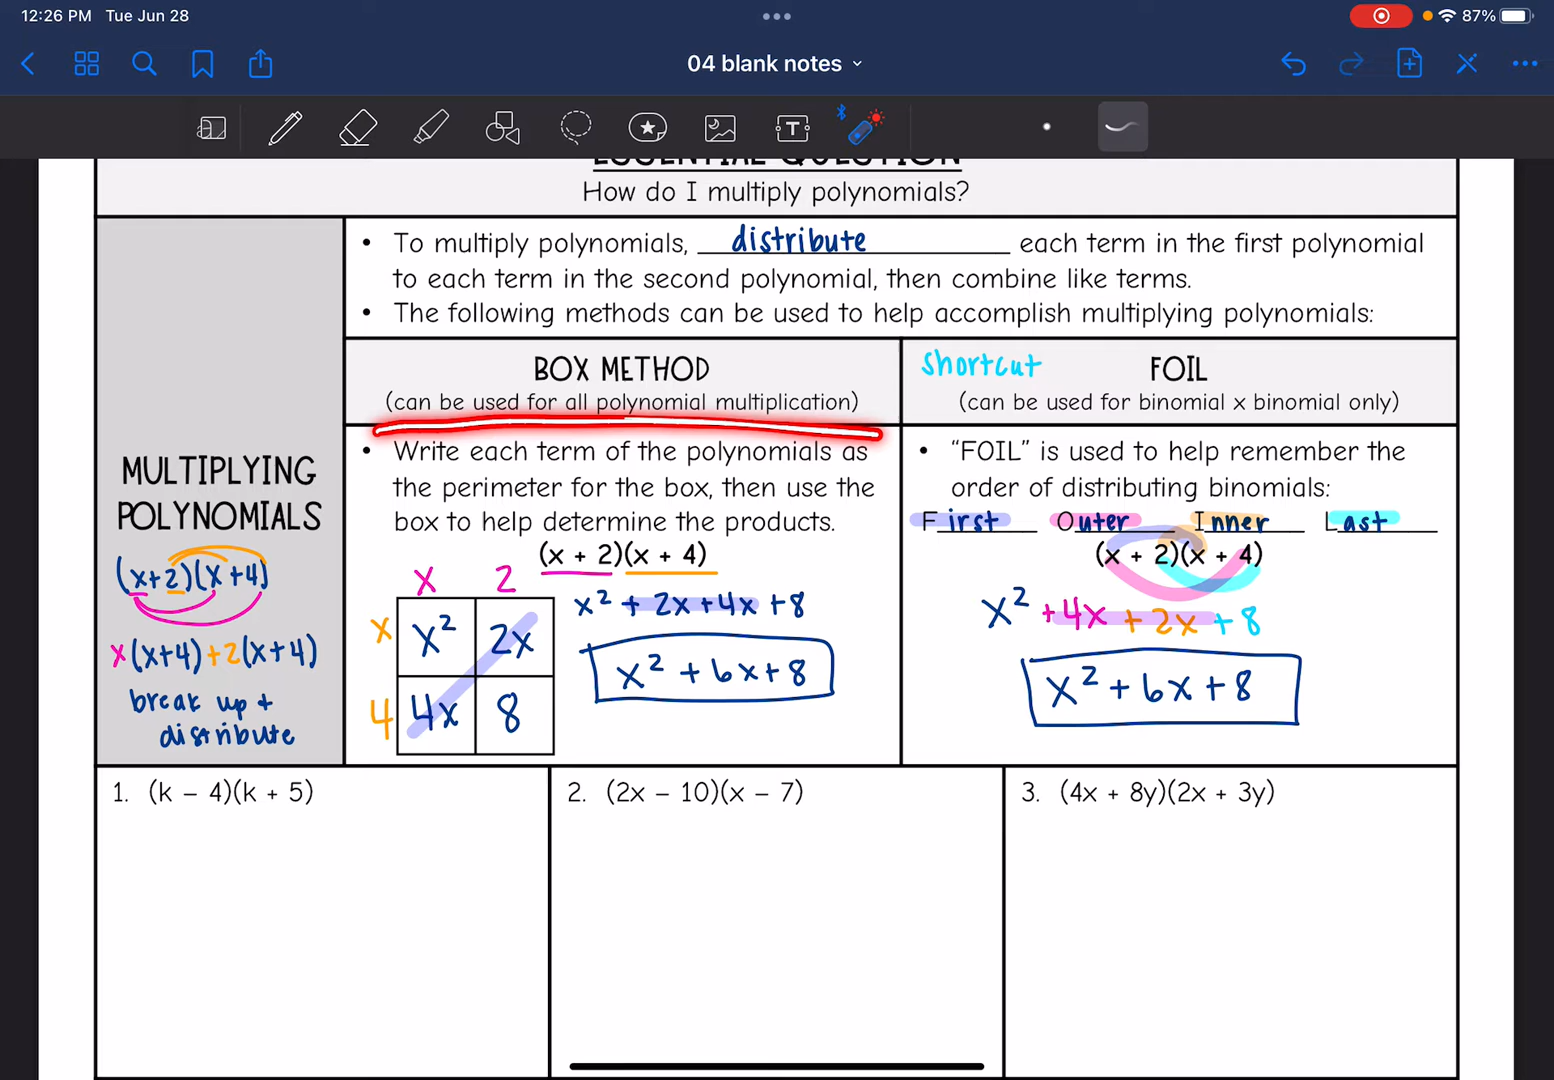 12:26 PM Tue Jun 28
87%
04 blank notes
ESSENTIAL QUESTION
How do I multiply polynomials?
• To multiply polynomials, distribute each term in the first polynomial
to each term in the second polynomial, then combine like terms.
• The following methods can be used to help accomplish multiplying polynomials:
MULTIPLYING
POLYNOMIALS
(x+2)(x+4)
x(x+4)+2(x+4)
break up +
distribute
BOX METHOD
(can be used for all polynomial multiplication)
• Write each term of the polynomials as
the perimeter for the box, then use the
box to help determine the products.
(x + 2)(x + 4)
x 2
x x² 2x
4 4x 8
x² + 2x + 4x + 8
x² + 6x + 8
shortcut FOIL
(can be used for binomial x binomial only)
• “FOIL” is used to help remember the
order of distributing binomials:
First Outer Inner Last
(x + 2)(x + 4)
x² +4x + 2x + 8
x² + 6x + 8
1. (k – 4)(k + 5)
2. (2x – 10)(x – 7)
3. (4x + 8y)(2x + 3y)